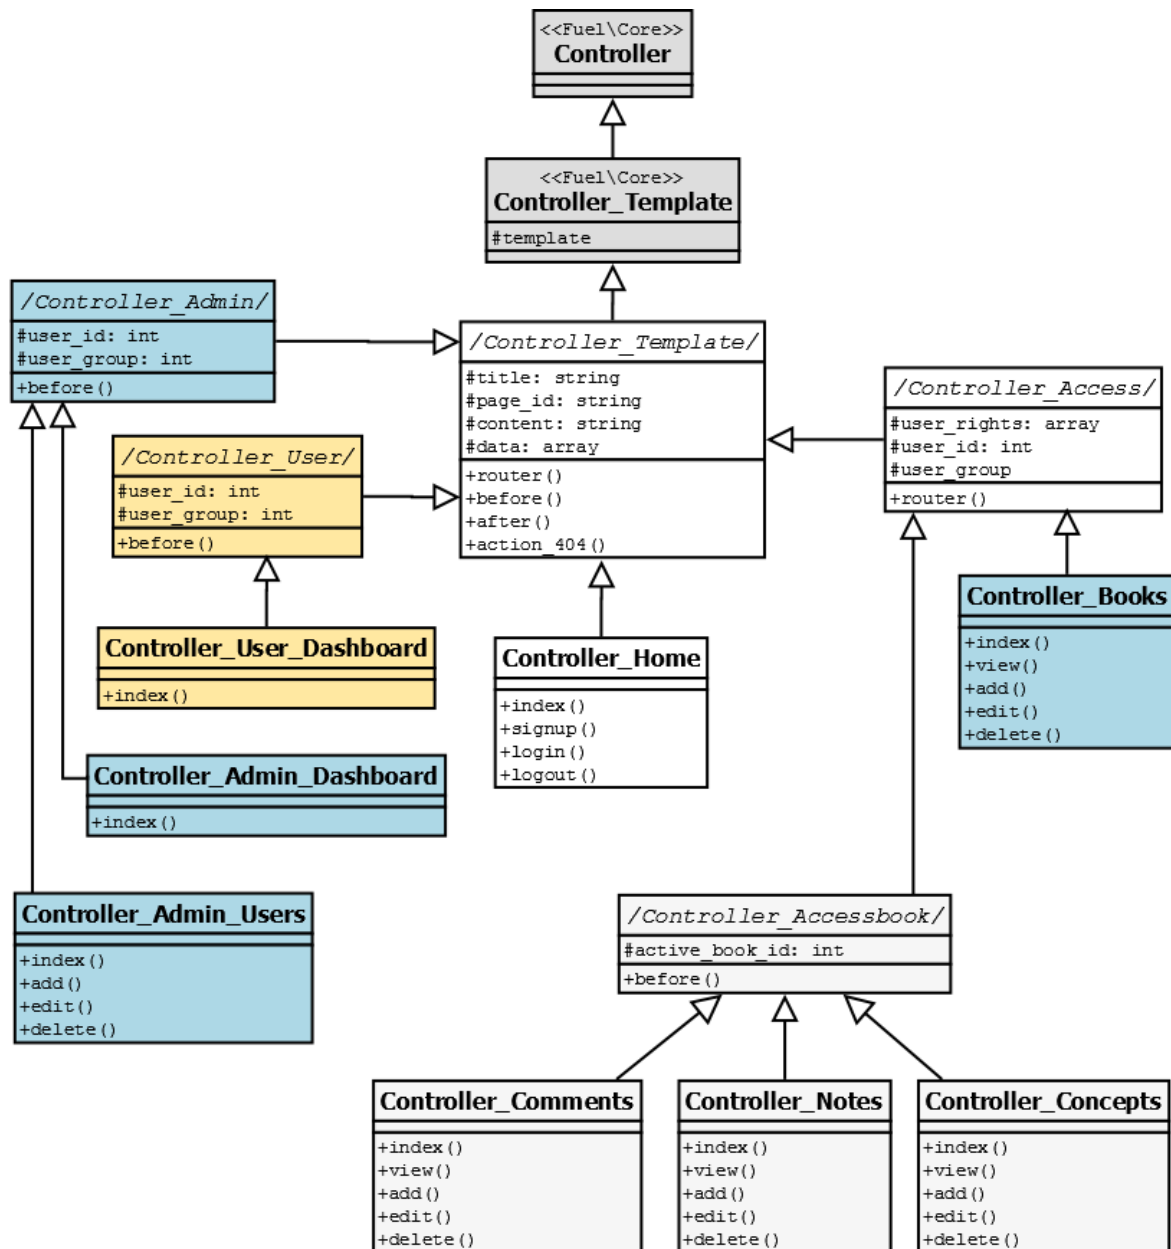 <<Fuel\Core>>
Controller
<<Fuel\Core>>
Controller_Template
#template
/Controller_Admin/
#user_id: int
#user_group: int
+before()
/Controller_Template/
#title: string
#page_id: string
#content: string
#data: array
+router()
+before()
+after()
+action_404()
/Controller_Access/
#user_rights: array
#user_id: int
#user_group
+router()
/Controller_User/
#user_id: int
#user_group: int
+before()
Controller_User_Dashboard
+index()
Controller_Home
+index()
+signup()
+login()
+logout()
Controller_Books
+index()
+view()
+add()
+edit()
+delete()
Controller_Admin_Dashboard
+index()
Controller_Admin_Users
+index()
+add()
+edit()
+delete()
/Controller_Accessbook/
#active_book_id: int
+before()
Controller_Comments
+index()
+view()
+add()
+edit()
+delete()
Controller_Notes
+index()
+view()
+add()
+edit()
+delete()
Controller_Concepts
+index()
+view()
+add()
+edit()
+delete()